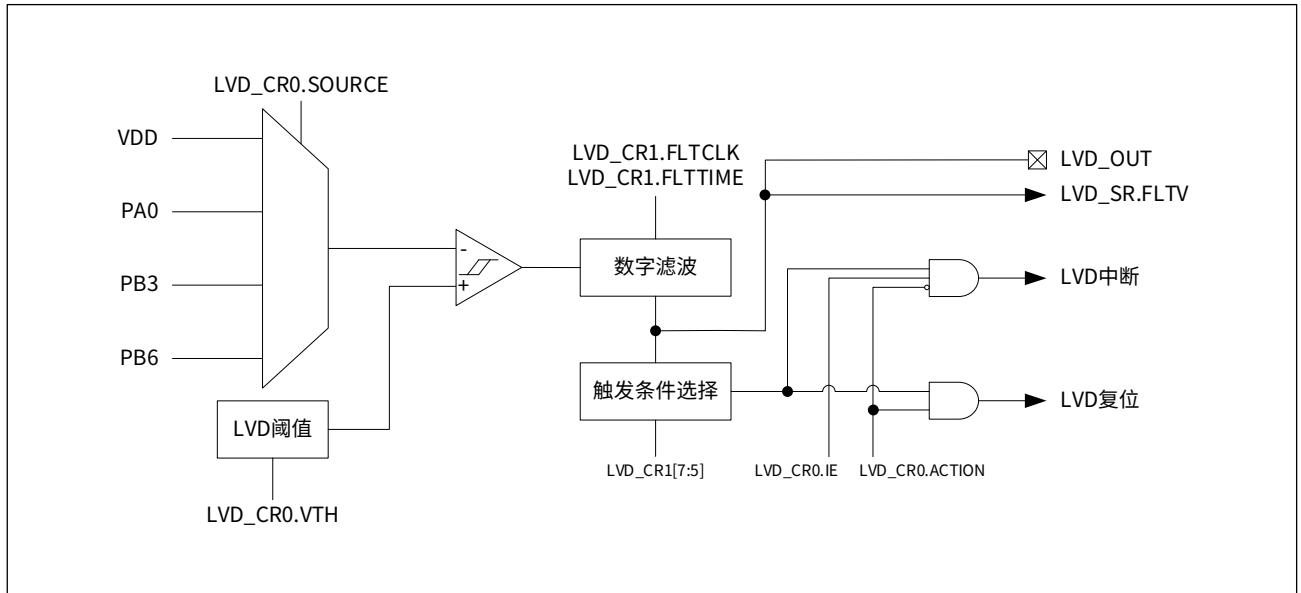 LVD_CR0.SOURCE
VDD
PA0
PB3
PB6
LVD阈值
LVD_CR0.VTH
-
+
LVD_CR1.FLTCLK
LVD_CR1.FLTTIME
数字滤波
触发条件选择
LVD_CR1[7:5]
LVD_CR0.IE
LVD_CR0.ACTION
LVD_OUT
LVD_SR.FLTV
LVD中断
LVD复位